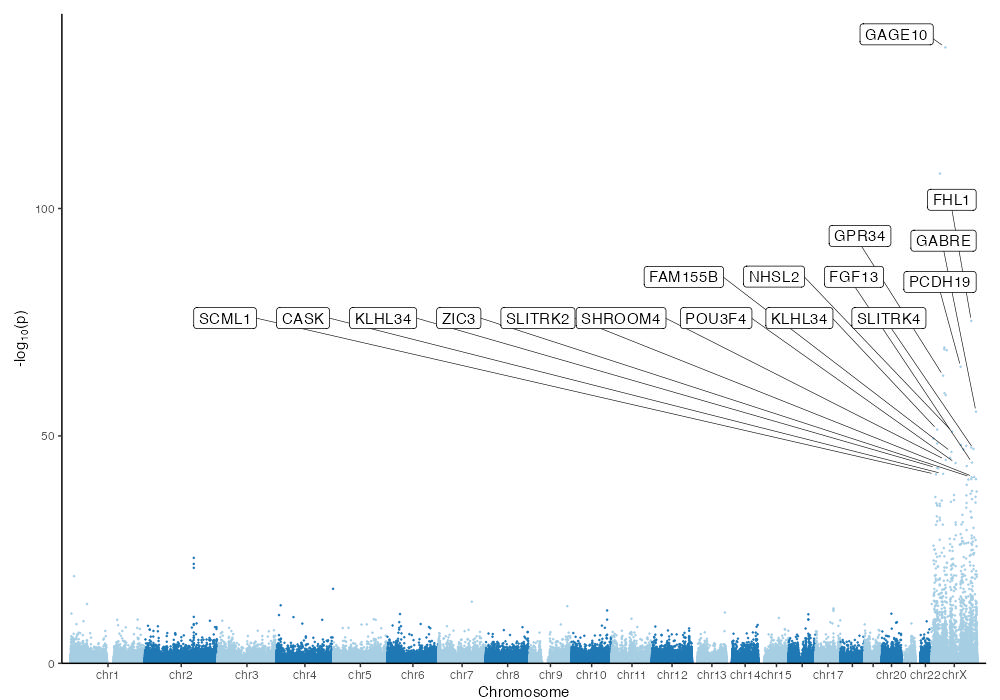 GAGE10
FHL1
GPR34
GABRE
FAM155B
NHSL2
FGF13
PCDH19
SCML1
CASK
KLHL34
ZIC3
SLITRK2
SHROOM4
POU3F4
KLHL34
SLITRK4
100
50
0
-log10(p)
chr1 chr2 chr3 chr4 chr5 chr6 chr7 chr8 chr9 chr10 chr11 chr12 chr13 chr14 chr15 chr17 chr20 chr22 chrX
Chromosome